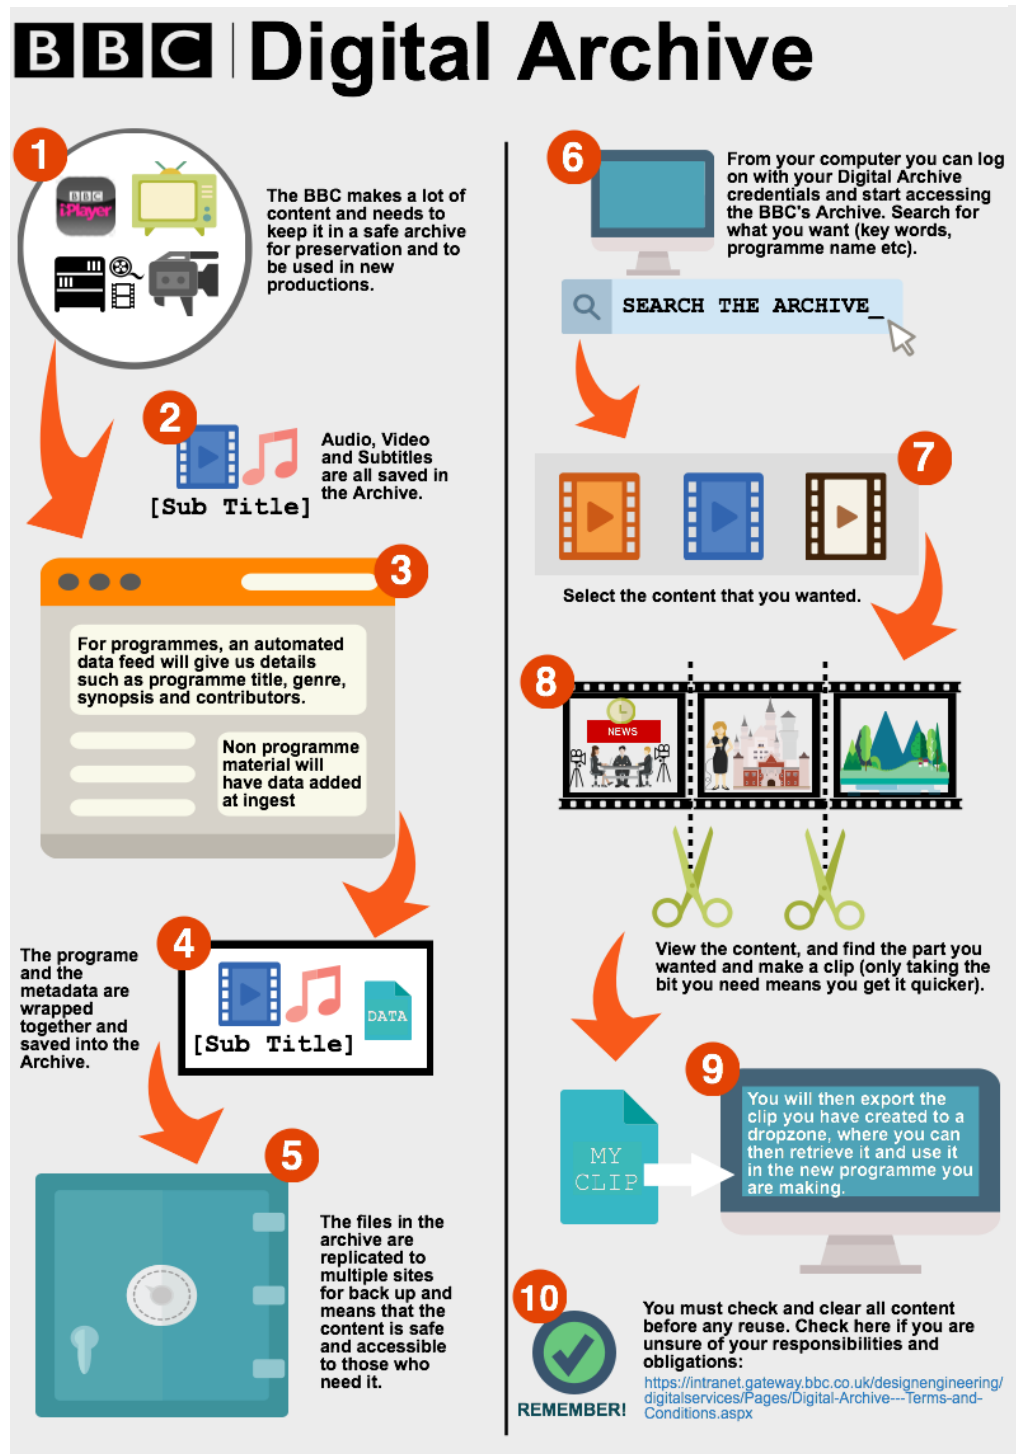 BBC Digital Archive
1
BBC
iPlayer
The BBC makes a lot of
content and needs to
keep it in a safe archive
for preservation and to
be used in new
productions.
2
Audio, Video
and Subtitles
are all saved in
the Archive.
[Sub Title]
3
For programmes, an automated
data feed will give us details
such as programme title, genre,
synopsis and contributors.
Non programme
material will
have data added
at ingest
4
The programe
and the
metadata are
wrapped
together and
saved into the
Archive.
DATA
[Sub Title]
5
The files in the
archive are
replicated to
multiple sites
for back up and
means that the
content is safe
and accessible
to those who
need it.
6
From your computer you can log
on with your Digital Archive
credentials and start accessing
the BBC's Archive. Search for
what you want (key words,
programme name etc).
SEARCH THE ARCHIVE_
7
Select the content that you wanted.
8
NEWS
View the content, and find the part you
wanted and make a clip (only taking the
bit you need means you get it quicker).
9
You will then export the
clip you have created to a
dropzone, where you can
then retrieve it and use it
in the new programme you
are making.
MY
CLIP
10
REMEMBER!
You must check and clear all content
before any reuse. Check here if you are
unsure of your responsibilities and
obligations:
https://intranet.gateway.bbc.co.uk/designengineering/
digitalservices/Pages/Digital-Archive---Terms-and-
Conditions.aspx